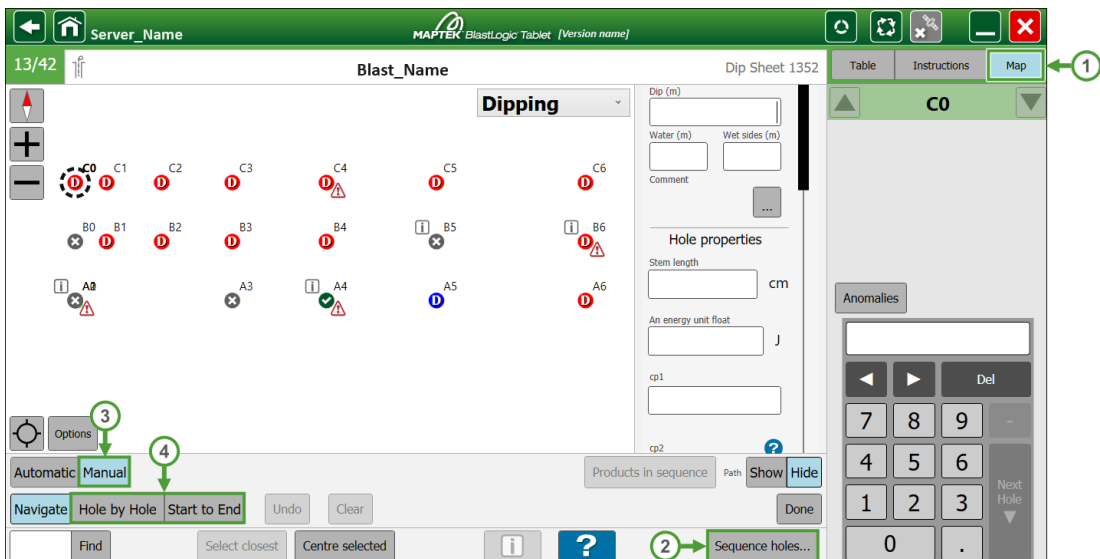 Server_Name
MAPTEK BlastLogic Tablet [Version name]
13/42
Blast_Name
Dip Sheet 1352
Table
Instructions
Map
1
Dipping
Dip (m)
C0
Water (m)
Wet sides (m)
Comment
...
C0 C1 C2 C3 C4 C5 C6
D D D D D D D
B0 B1 B2 B3 B4 i B5 i B6
D D D D D
i A3 i A4 A5 A6
D D
Hole properties
Stem length
cm
An energy unit float
J
cp1
cp2
?
Anomalies
Del
7 8 9 -
4 5 6
1 2 3
0 .
Next
Hole
3
Options
4
Automatic Manual
Products in sequence
Path
Show Hide
Navigate Hole by Hole Start to End
Undo
Clear
Done
Find
Select closest
Centre selected
i
?
2
Sequence holes...